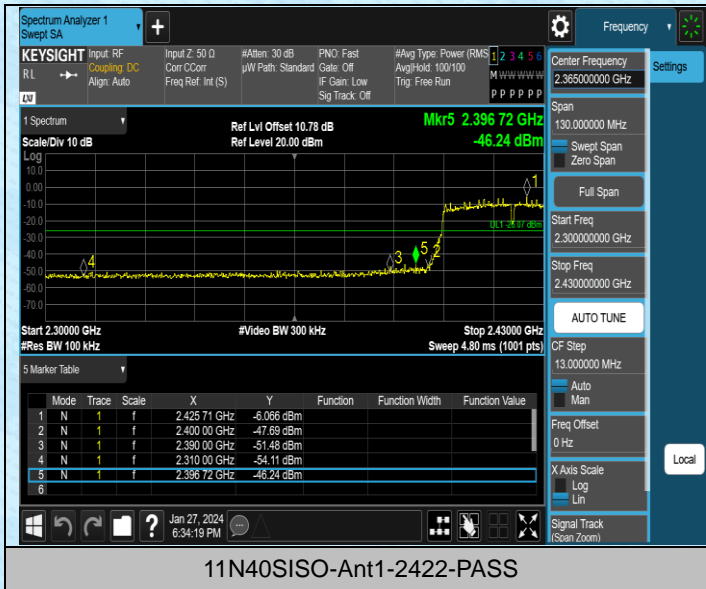 Spectrum Analyzer 1
Swept SA
+
Frequency
KEYSIGHT
RL
LXI
Input: RF
Coupling: DC
Align: Auto
Input Z: 50 Ω
Corr CCorr
Freq Ref: Int (S)
#Atten: 30 dB
µW Path: Standard
PNO: Fast
Gate: Off
IF Gain: Low
Sig Track: Off
#Avg Type: Power (RMS
Avg|Hold: 100/100
Trig: Free Run
1 2 3 4 5 6
M W W W W W
P P P P P P
1 Spectrum
Scale/Div 10 dB
Ref Lvl Offset 10.78 dB
Ref Level 20.00 dBm
Mkr5 2.396 72 GHz
-46.24 dBm
Log
10.0
0.00
-10.0
-20.0
-30.0
-40.0
-50.0
-60.0
-70.0
1
DL1 -26.07 dBm
4
3
5
2
Start 2.30000 GHz
#Res BW 100 kHz
#Video BW 300 kHz
Stop 2.43000 GHz
Sweep 4.80 ms (1001 pts)
5 Marker Table
Mode Trace Scale X Y Function Function Width Function Value
1 N 1 f 2.425 71 GHz -6.066 dBm
2 N 1 f 2.400 00 GHz -47.69 dBm
3 N 1 f 2.390 00 GHz -51.48 dBm
4 N 1 f 2.310 00 GHz -54.11 dBm
5 N 1 f 2.396 72 GHz -46.24 dBm
6
?
Jan 27, 2024
6:34:19 PM
Center Frequency
2.365000000 GHz
Span
130.000000 MHz
Swept Span
Zero Span
Full Span
Start Freq
2.300000000 GHz
Stop Freq
2.430000000 GHz
AUTO TUNE
CF Step
13.000000 MHz
Auto
Man
Freq Offset
0 Hz
X Axis Scale
Log
Lin
Signal Track
(Span Zoom)
Settings
Local
11N40SISO-Ant1-2422-PASS